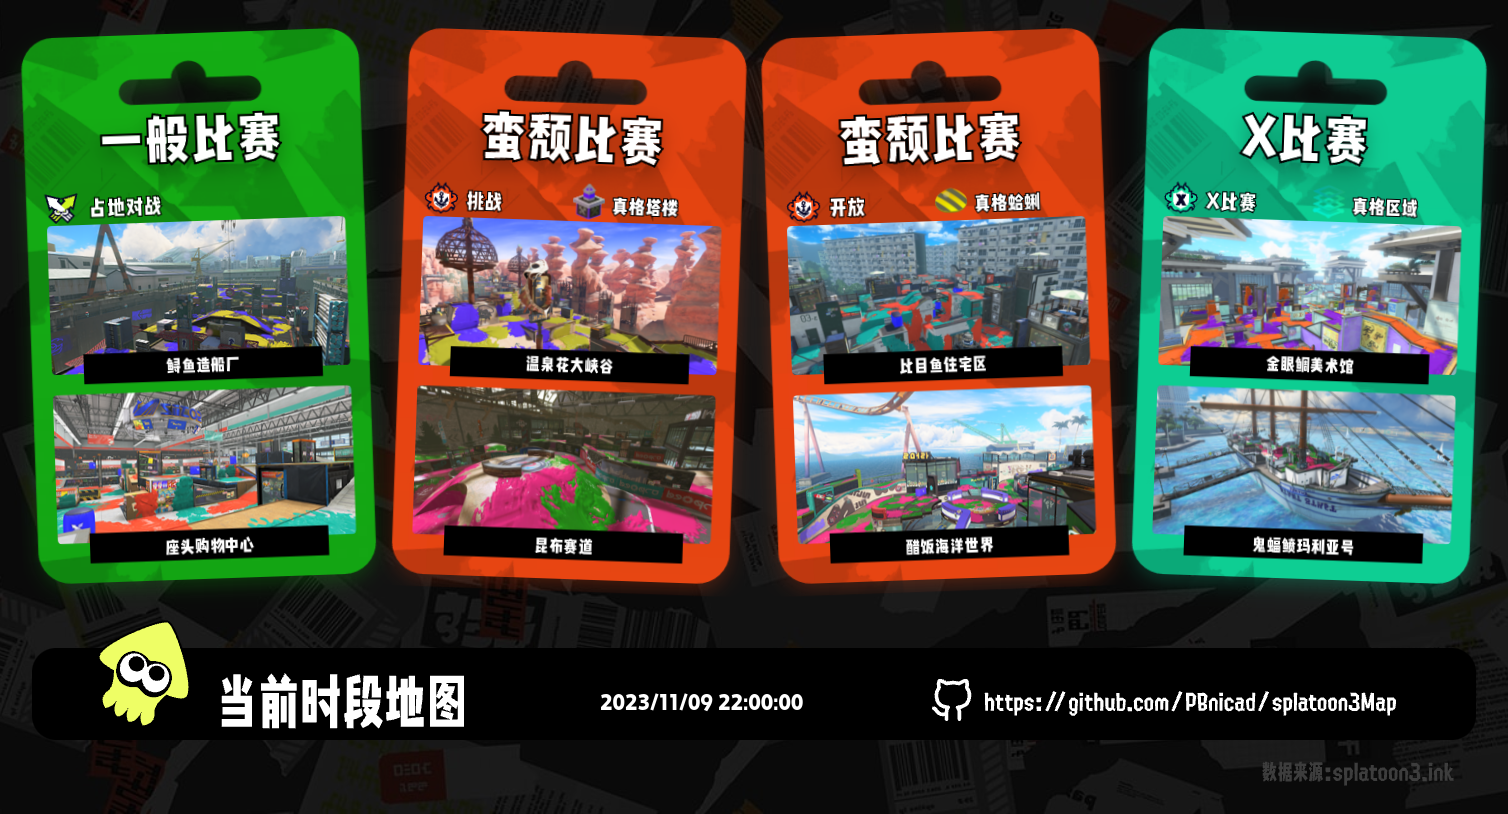 一般比赛
占地对战
鲟鱼造船厂
座头购物中心
蛮颓比赛
挑战
真格塔楼
温泉花大峡谷
昆布赛道
蛮颓比赛
开放
真格蛤蜊
比目鱼住宅区
醋饭海洋世界
X比赛
X比赛
真格区域
金眼鲷美术馆
鬼蝠鲼玛利亚号
当前时段地图
2023/11/09 22:00:00
https://github.com/PBnicad/splatoon3Map
数据来源:splatoon3.ink